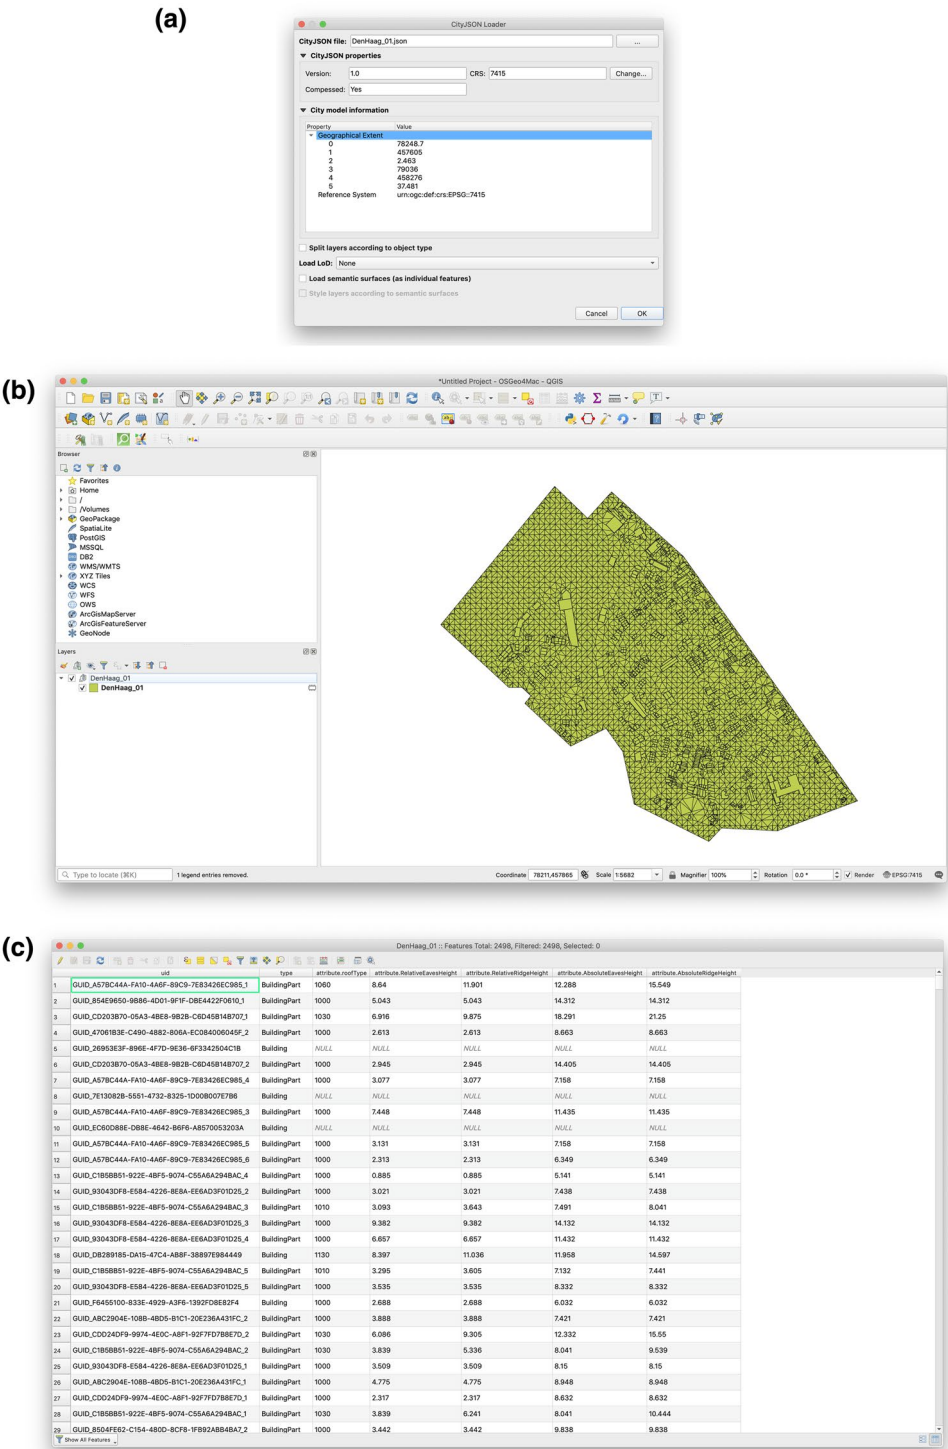 (a)
CityJSON Loader
CityJSON file: DenHaag_01.json ...
CityJSON properties
Version: 1.0 CRS: 7415 Change...
Compessed: Yes
City model information
Property Value
Geographical Extent
0 78248.7
1 457605
2 2.463
3 79036
4 458276
5 37.481
Reference System urn:ogc:def:crs:EPSG::7415
Split layers according to object type
Load LoD: None
Load semantic surfaces (as individual features)
Style layers according to semantic surfaces
Cancel OK
(b)
*Untitled Project - OSGeo4Mac - QGIS
Browser
Favorites
Home
/
/Volumes
GeoPackage
SpatiaLite
PostGIS
MSSQL
DB2
WMS/WMTS
XYZ Tiles
WCS
WFS
OWS
ArcGisMapServer
ArcGisFeatureServer
GeoNode
Layers
DenHaag_01
DenHaag_01
Type to locate (⌘K) 1 legend entries removed. Coordinate 78211,457865 Scale 1:5682 Magnifier 100% Rotation 0.0 ° Render EPSG:7415
(c)
DenHaag_01 :: Features Total: 2498, Filtered: 2498, Selected: 0
uid type attribute.roofType attribute.RelativeEavesHeight attribute.RelativeRidgeHeight attribute.AbsoluteEavesHeight attribute.AbsoluteRidgeHeight
1 GUID_A57BC44A-FA10-4A6F-89C9-7E83426EC985_1 BuildingPart 1060 8.64 11.901 12.288 15.549
2 GUID_854E9650-9B86-4D01-9F1F-DBE4422F0610_1 BuildingPart 1000 5.043 5.043 14.312 14.312
3 GUID_CD203B70-05A3-4BE8-9B2B-C6D45B14B707_1 BuildingPart 1030 6.916 9.875 18.291 21.25
4 GUID_47061B3E-C490-4882-806A-EC084006045F_2 BuildingPart 1000 2.613 2.613 8.663 8.663
5 GUID_26953E3F-896E-4F7D-9E36-6F3342504C1B Building NULL NULL NULL NULL NULL
6 GUID_CD203B70-05A3-4BE8-9B2B-C6D45B14B707_2 BuildingPart 1000 2.945 2.945 14.405 14.405
7 GUID_A57BC44A-FA10-4A6F-89C9-7E83426EC985_4 BuildingPart 1000 3.077 3.077 7.158 7.158
8 GUID_7E13082B-5551-4732-8325-1D00B007E7B6 Building NULL NULL NULL NULL NULL
9 GUID_A57BC44A-FA10-4A6F-89C9-7E83426EC985_3 BuildingPart 1000 7.448 7.448 11.435 11.435
10 GUID_EC60D88E-DB8E-4642-B6F6-A8570053203A Building NULL NULL NULL NULL NULL
11 GUID_A57BC44A-FA10-4A6F-89C9-7E83426EC985_5 BuildingPart 1000 3.131 3.131 7.158 7.158
12 GUID_A57BC44A-FA10-4A6F-89C9-7E83426EC985_6 BuildingPart 1000 2.313 2.313 6.349 6.349
13 GUID_C1B5BB51-922E-4BF5-9074-C55A6A294BAC_4 BuildingPart 1000 0.885 0.885 5.141 5.141
14 GUID_93043DF8-E584-4226-8E8A-EE6AD3F01D25_2 BuildingPart 1000 3.021 3.021 7.438 7.438
15 GUID_C1B5BB51-922E-4BF5-9074-C55A6A294BAC_3 BuildingPart 1010 3.093 3.643 7.491 8.041
16 GUID_93043DF8-E584-4226-8E8A-EE6AD3F01D25_3 BuildingPart 1000 9.382 9.382 14.132 14.132
17 GUID_93043DF8-E584-4226-8E8A-EE6AD3F01D25_4 BuildingPart 1000 6.657 6.657 11.432 11.432
18 GUID_DB289185-DA15-47C4-AB8F-38897E984449 Building 1130 8.397 11.036 11.958 14.597
19 GUID_C1B5BB51-922E-4BF5-9074-C55A6A294BAC_5 BuildingPart 1010 3.295 3.605 7.132 7.441
20 GUID_93043DF8-E584-4226-8E8A-EE6AD3F01D25_5 BuildingPart 1000 3.535 3.535 8.332 8.332
21 GUID_F6455100-833E-4929-A3F6-1392FD8E82F4 Building 1000 2.688 2.688 6.032 6.032
22 GUID_ABC2904E-108B-4BD5-B1C1-20E236A431FC_2 BuildingPart 1000 3.888 3.888 7.421 7.421
23 GUID_CDD24DF9-9974-4E0C-A8F1-92F7FD7B8E7D_2 BuildingPart 1030 6.086 9.305 12.332 15.55
24 GUID_C1B5BB51-922E-4BF5-9074-C55A6A294BAC_2 BuildingPart 1030 3.839 5.336 8.041 9.539
25 GUID_93043DF8-E584-4226-8E8A-EE6AD3F01D25_1 BuildingPart 1000 3.509 3.509 8.15 8.15
26 GUID_ABC2904E-108B-4BD5-B1C1-20E236A431FC_1 BuildingPart 1000 4.775 4.775 8.948 8.948
27 GUID_CDD24DF9-9974-4E0C-A8F1-92F7FD7B8E7D_1 BuildingPart 1000 2.317 2.317 8.632 8.632
28 GUID_C1B5BB51-922E-4BF5-9074-C55A6A294BAC_1 BuildingPart 1030 3.839 6.241 8.041 10.444
29 GUID_8504FE62-C154-480D-8CF8-1FB92ABB4BA7_2 BuildingPart 1000 3.442 3.442 9.838 9.838
Show All Features